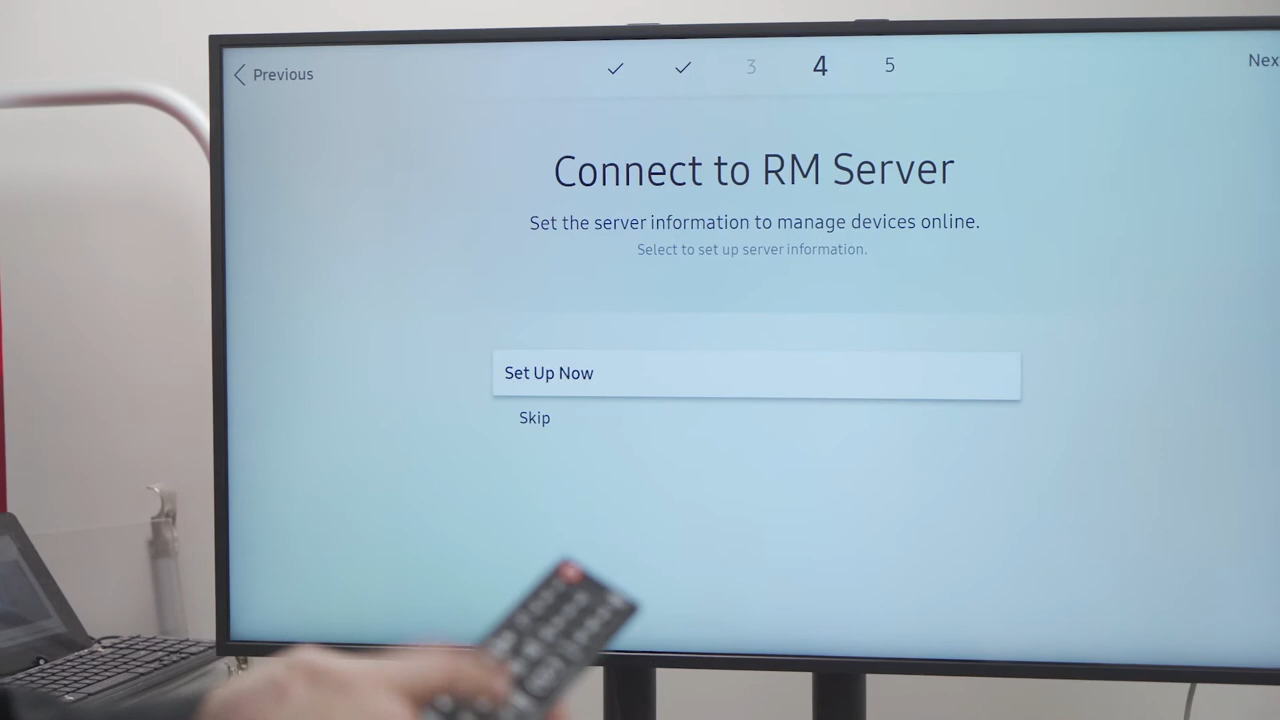 Previous
3 4 5
Nex
Connect to RM Server
Set the server information to manage devices online.
Select to set up server information.
Set Up Now
Skip